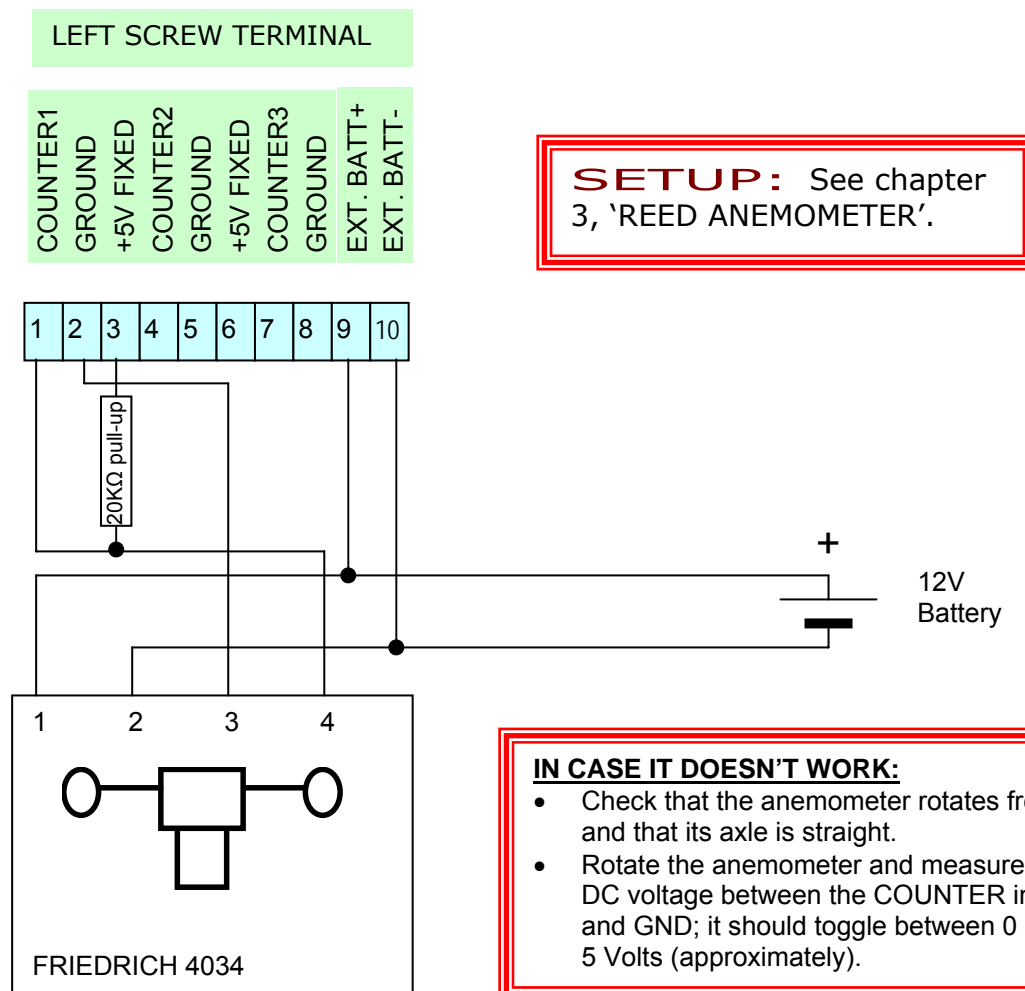 LEFT SCREW TERMINAL
COUNTER1
GROUND
+5V FIXED
COUNTER2
GROUND
+5V FIXED
COUNTER3
GROUND
EXT. BATT+
EXT. BATT-
SETUP: See chapter
3, ‘REED ANEMOMETER’.
1 2 3 4 5 6 7 8 9 10
20KΩ pull-up
+
12V
Battery
1 2 3 4
FRIEDRICH 4034
IN CASE IT DOESN’T WORK:
• Check that the anemometer rotates
and that its axle is straight.
• Rotate the anemometer and measure
DC voltage between the COUNTER
and GND; it should toggle between 0
5 Volts (approximately).